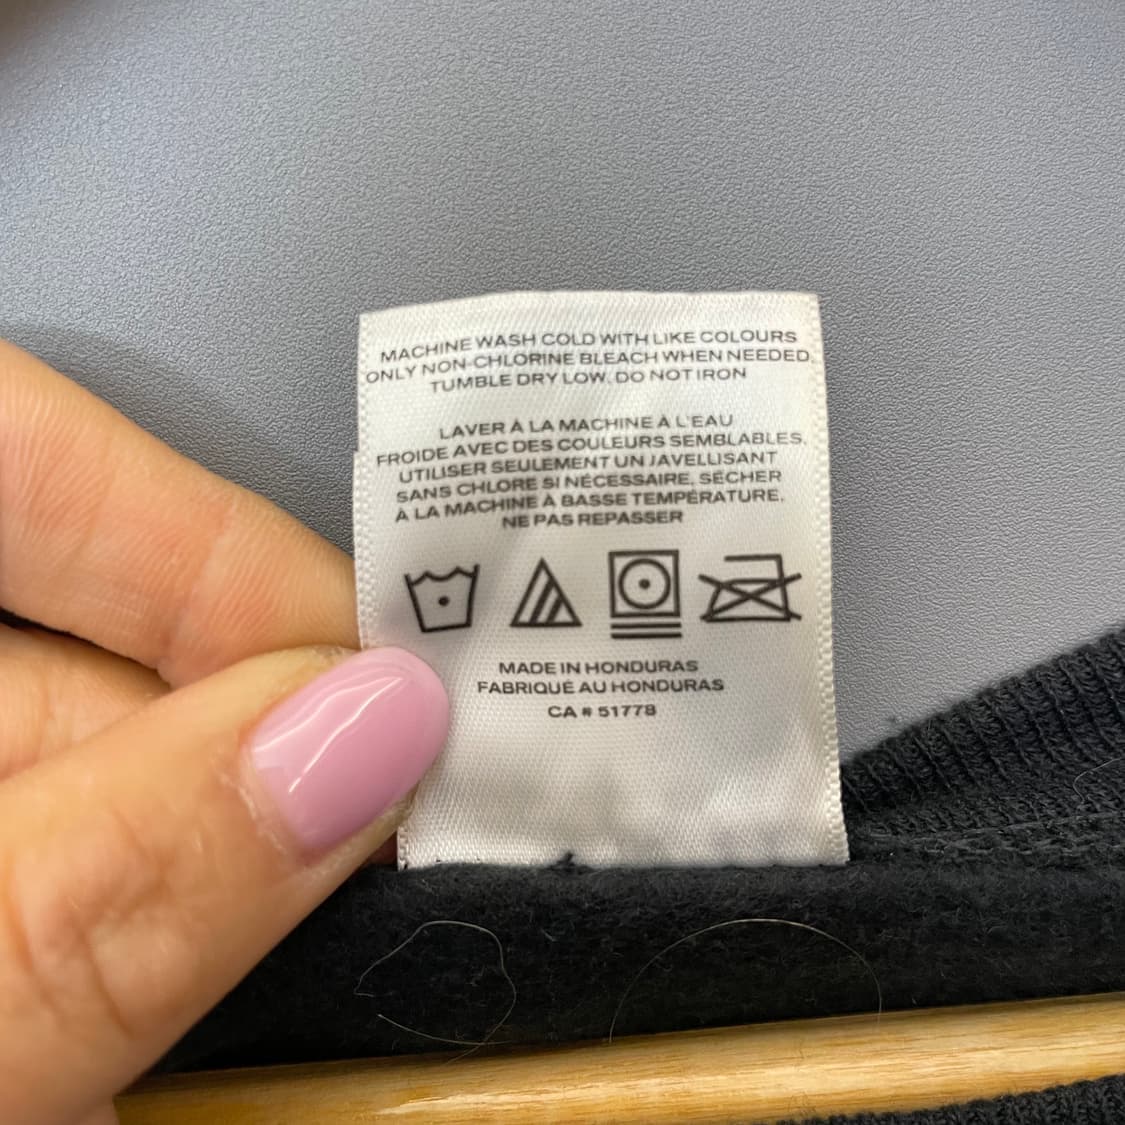 MACHINE WASH COLD WITH LIKE COLOURS
ONLY NON-CHLORINE BLEACH WHEN NEEDED.
TUMBLE DRY LOW. DO NOT IRON
LAVER À LA MACHINE À L'EAU
FROIDE AVEC DES COULEURS SEMBLABLES.
UTILISER SEULEMENT UN JAVELLISANT
SANS CHLORE SI NÉCESSAIRE. SÉCHER
À LA MACHINE À BASSE TEMPÉRATURE.
NE PAS REPASSER
MADE IN HONDURAS
FABRIQUÉ AU HONDURAS
CA # 51778